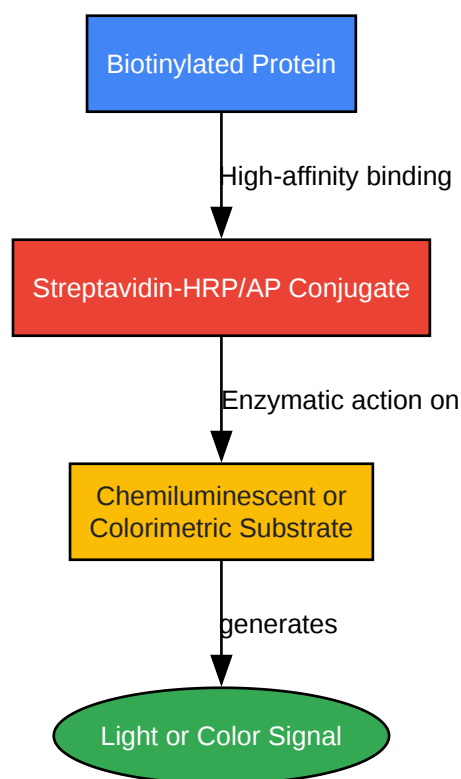 Biotinylated Protein
High-affinity binding
Streptavidin-HRP/AP Conjugate
Enzymatic action on
Chemiluminescent or
Colorimetric Substrate
generates
Light or Color Signal